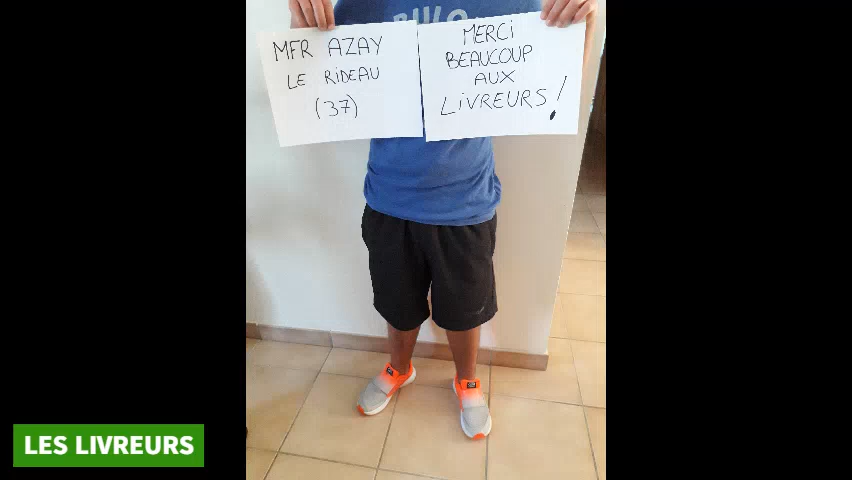 MFR AZAY
LE RIDEAU
(37)
MERCI
BEAUCOUP
AUX
LIVREURS !
LES LIVREURS